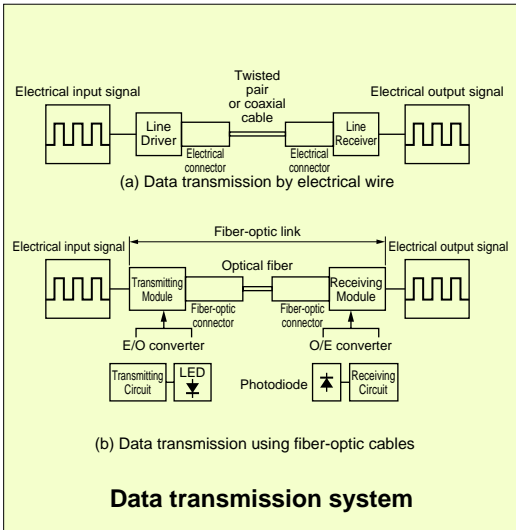 Twisted
pair
or coaxial
cable
Electrical input signal
Electrical output signal
Line
Driver
Electrical
connector
Electrical
connector
Line
Receiver
(a) Data transmission by electrical wire
Fiber-optic link
Electrical input signal
Electrical output signal
Optical fiber
Transmitting
Module
Fiber-optic
connector
Fiber-optic
connector
Receiving
Module
E/O converter
O/E converter
Transmitting
Circuit
LED
Photodiode
Receiving
Circuit
(b) Data transmission using fiber-optic cables
Data transmission system